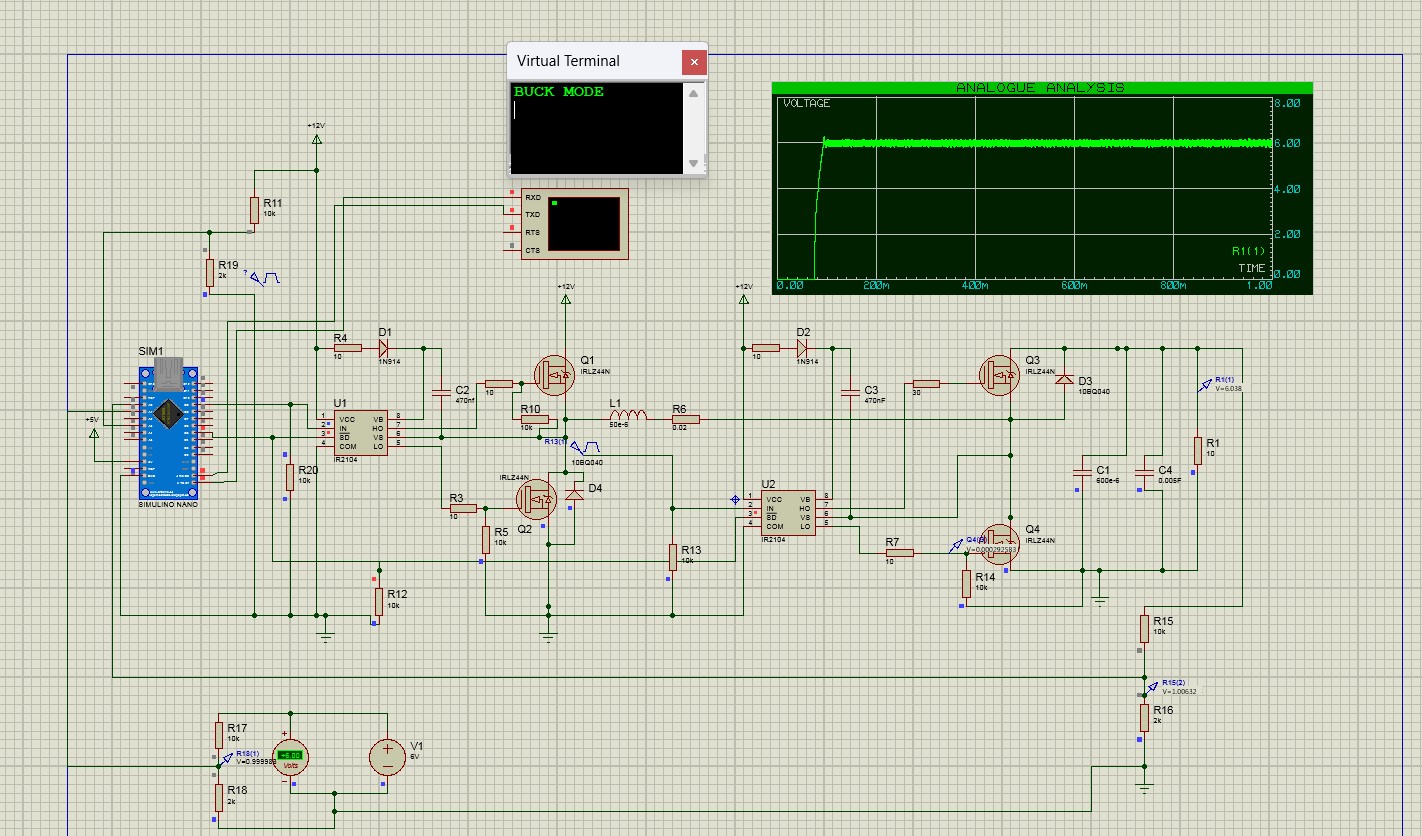 Virtual Terminal
BUCK MODE
ANALOGUE ANALYSIS
VOLTAGE
8.00
6.00
4.00
2.00
R1(1)
TIME
0.00
0.00
200m
400m
600m
800m
1.00
+12V
R11
10k
RXD
TXD
RTS
CTS
R19
2k
?
+12V
+12V
SIM1
R4
10
D1
1N914
Q1
IRLZ44N
10
D2
1N914
Q3
IRLZ44N
D3
10BQ040
R1(1)
V=6.038
C2
470nf
10
C3
470nF
30
+5V
U1
1
2
3
4
VCC
IN
SD
COM
VB
HO
VS
LO
8
7
6
5
IR2104
R10
10k
L1
50e-6
R6
0.02
R13(1)
10BQ040
R1
10
R20
10k
IRLZ44N
D4
C1
600e-6
C4
0.005F
SIMULINO NANO
R3
10
Q2
U2
1
2
3
4
VCC
IN
SD
COM
VB
HO
VS
LO
8
7
6
5
IR2104
R5
10k
R13
10k
R7
10
V=0.000292583
Q4
IRLZ44N
R14
10k
R12
10k
R15
10k
R15(2)
V=1.00632
R16
2k
R17
10k
R18(1)
V=0.999983
+6.00
Volts
V1
6V
R18
2k